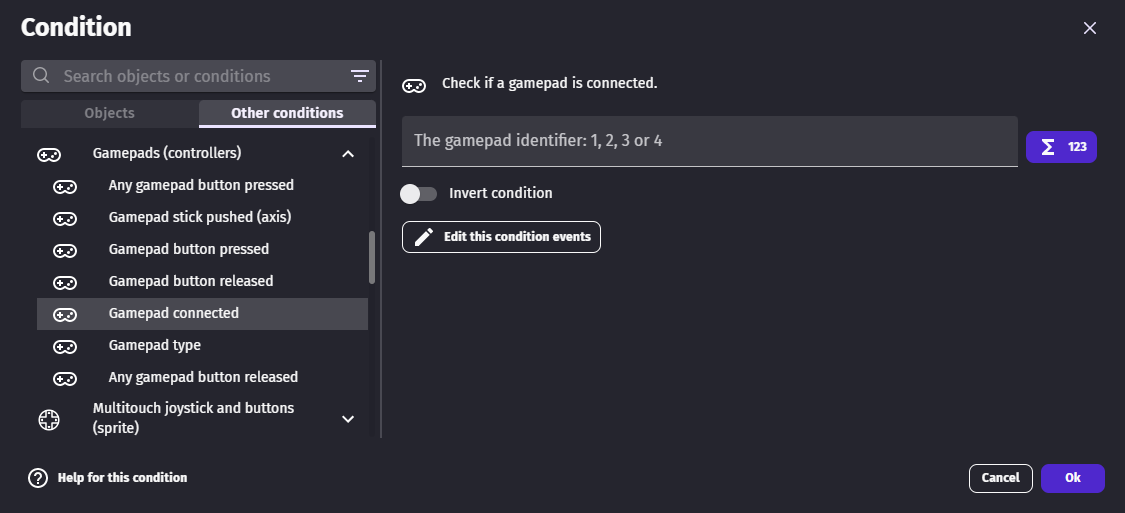 Condition
Search objects or conditions
Objects
Other conditions
Gamepads (controllers)
Any gamepad button pressed
Gamepad stick pushed (axis)
Gamepad button pressed
Gamepad button released
Gamepad connected
Gamepad type
Any gamepad button released
Multitouch joystick and buttons
(sprite)
Check if a gamepad is connected.
The gamepad identifier: 1, 2, 3 or 4
Σ 123
Invert condition
Edit this condition events
Help for this condition
Cancel
Ok